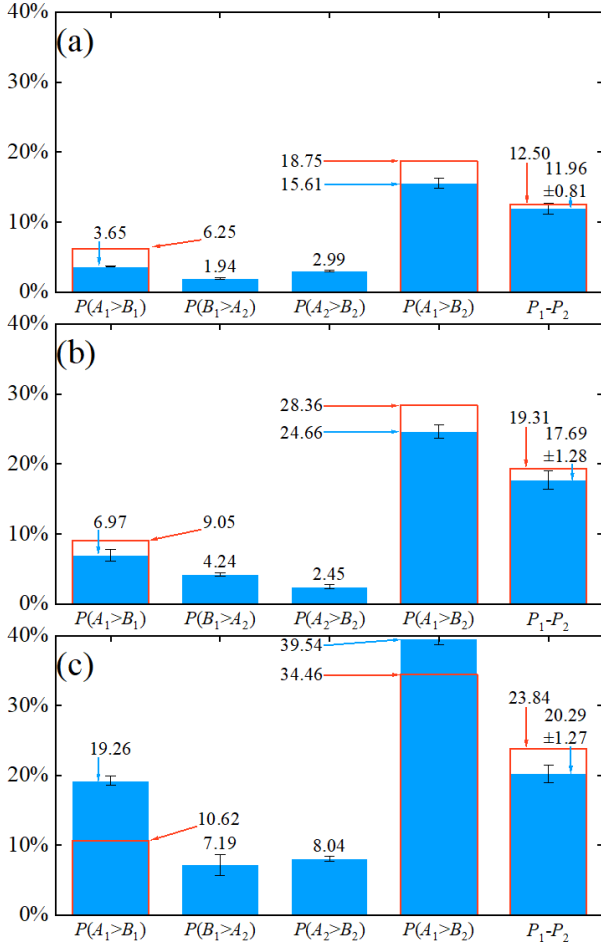 40%
(a)
30%
20%
18.75
12.50
11.96
15.61
±0.81
10%
3.65
6.25
1.94
2.99
0%
P(A₁>B₁)
P(B₁>A₂)
P(A₂>B₂)
P(A₁>B₂)
P₁-P₂
40%
(b)
30%
28.36
19.31
24.66
17.69
±1.28
20%
10%
6.97
9.05
4.24
2.45
0%
P(A₁>B₁)
P(B₁>A₂)
P(A₂>B₂)
P(A₁>B₂)
P₁-P₂
40%
(c)
39.54
34.46
30%
23.84
20.29
±1.27
20%
19.26
10%
10.62
7.19
8.04
0%
P(A₁>B₁)
P(B₁>A₂)
P(A₂>B₂)
P(A₁>B₂)
P₁-P₂